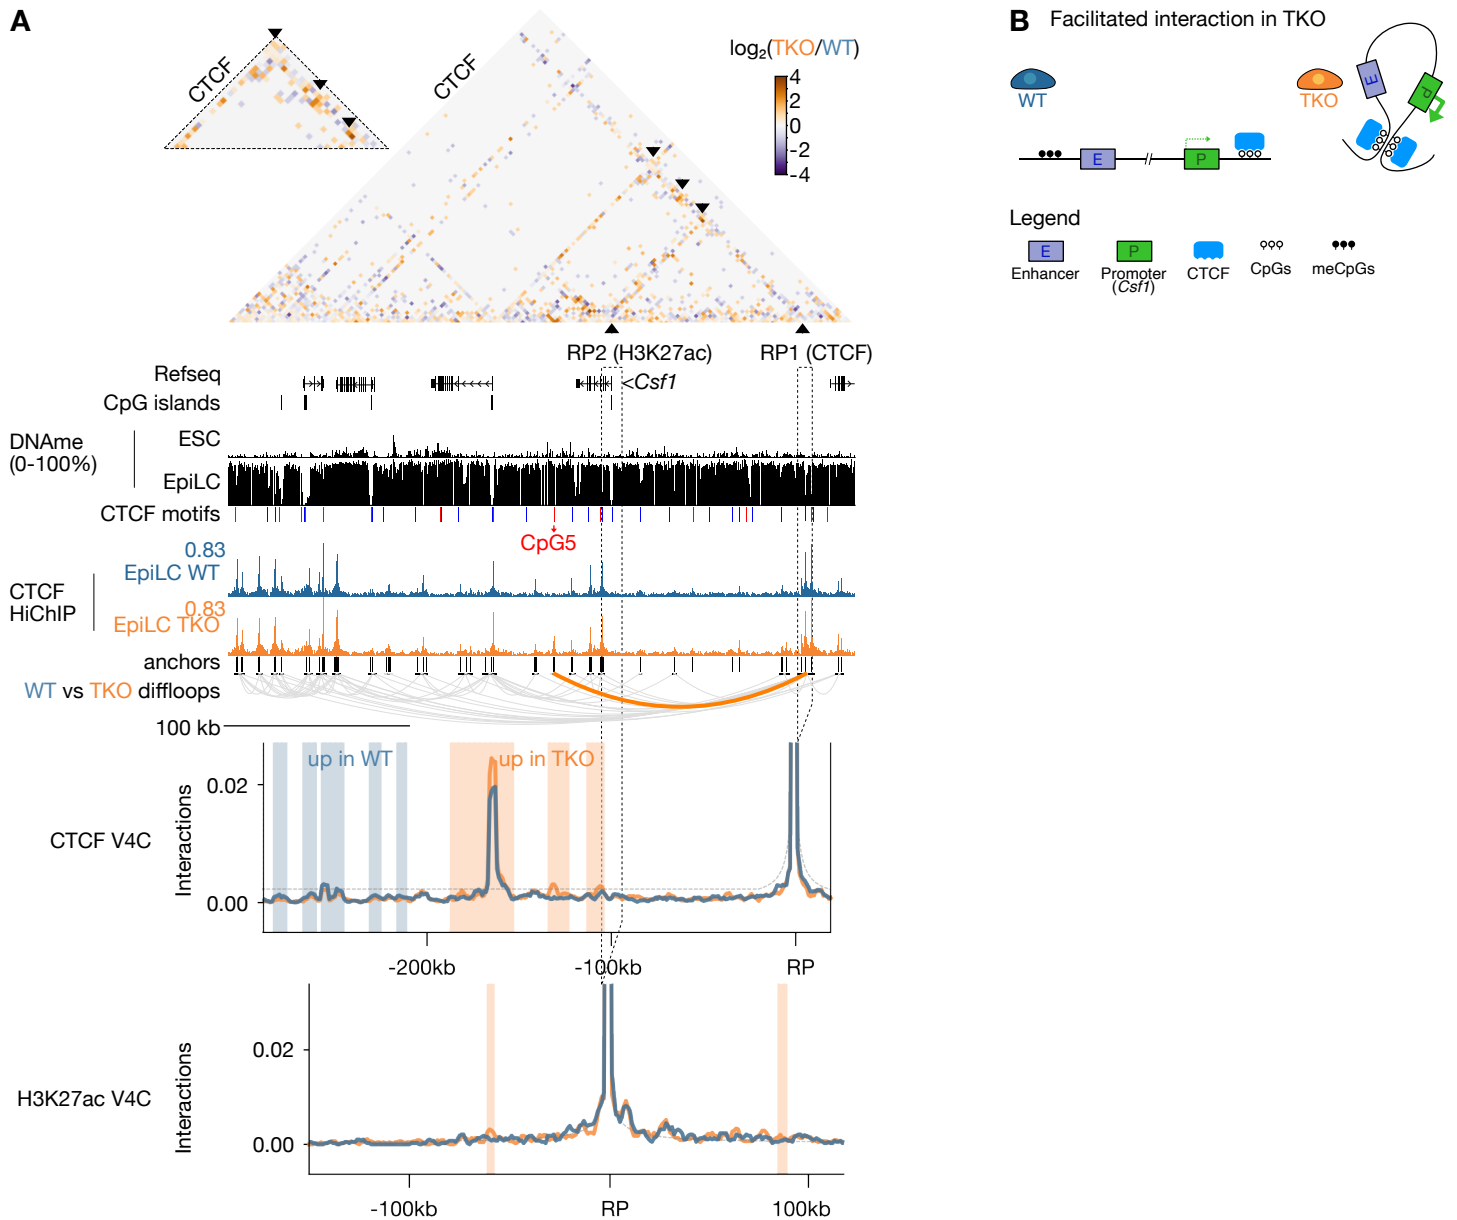 A
CTCF
CTCF
log₂(TKO/WT)
4
2
0
-2
-4
RP2 (H3K27ac)
RP1 (CTCF)
Refseq
<Csf1
CpG islands
DNAme
(0-100%)
ESC
EpiLC
CTCF motifs
CpG5
CTCF
HiChIP
0.83
EpiLC WT
0.83
EpiLC TKO
anchors
WT vs TKO diffloops
100 kb
up in WT
up in TKO
CTCF V4C
Interactions
0.02
0.00
-200kb
-100kb
RP
H3K27ac V4C
Interactions
0.02
0.00
-100kb
RP
100kb
B
Facilitated interaction in TKO
WT
TKO
E
P
E
P
Legend
E
P
Enhancer
Promoter
(Csf1)
CTCF
CpGs
meCpGs